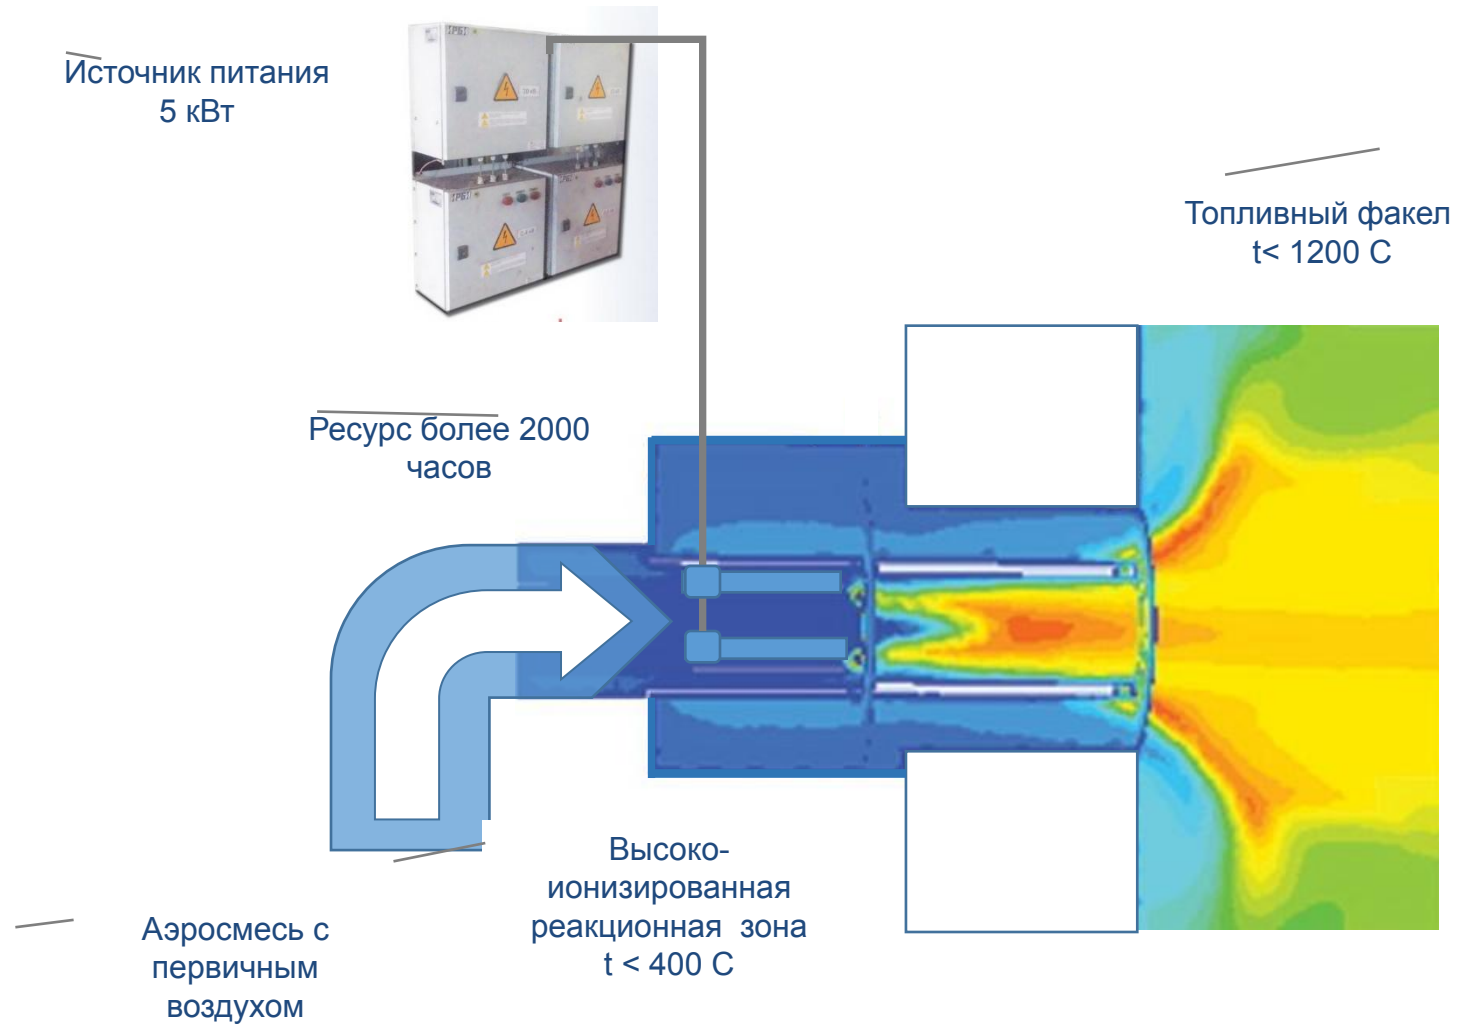 Источник питания
5 кВт
Топливный факел
t< 1200 C
Ресурс более 2000
часов
Высоко-
ионизированная
реакционная зона
t < 400 C
Аэросмесь с
первичным
воздухом